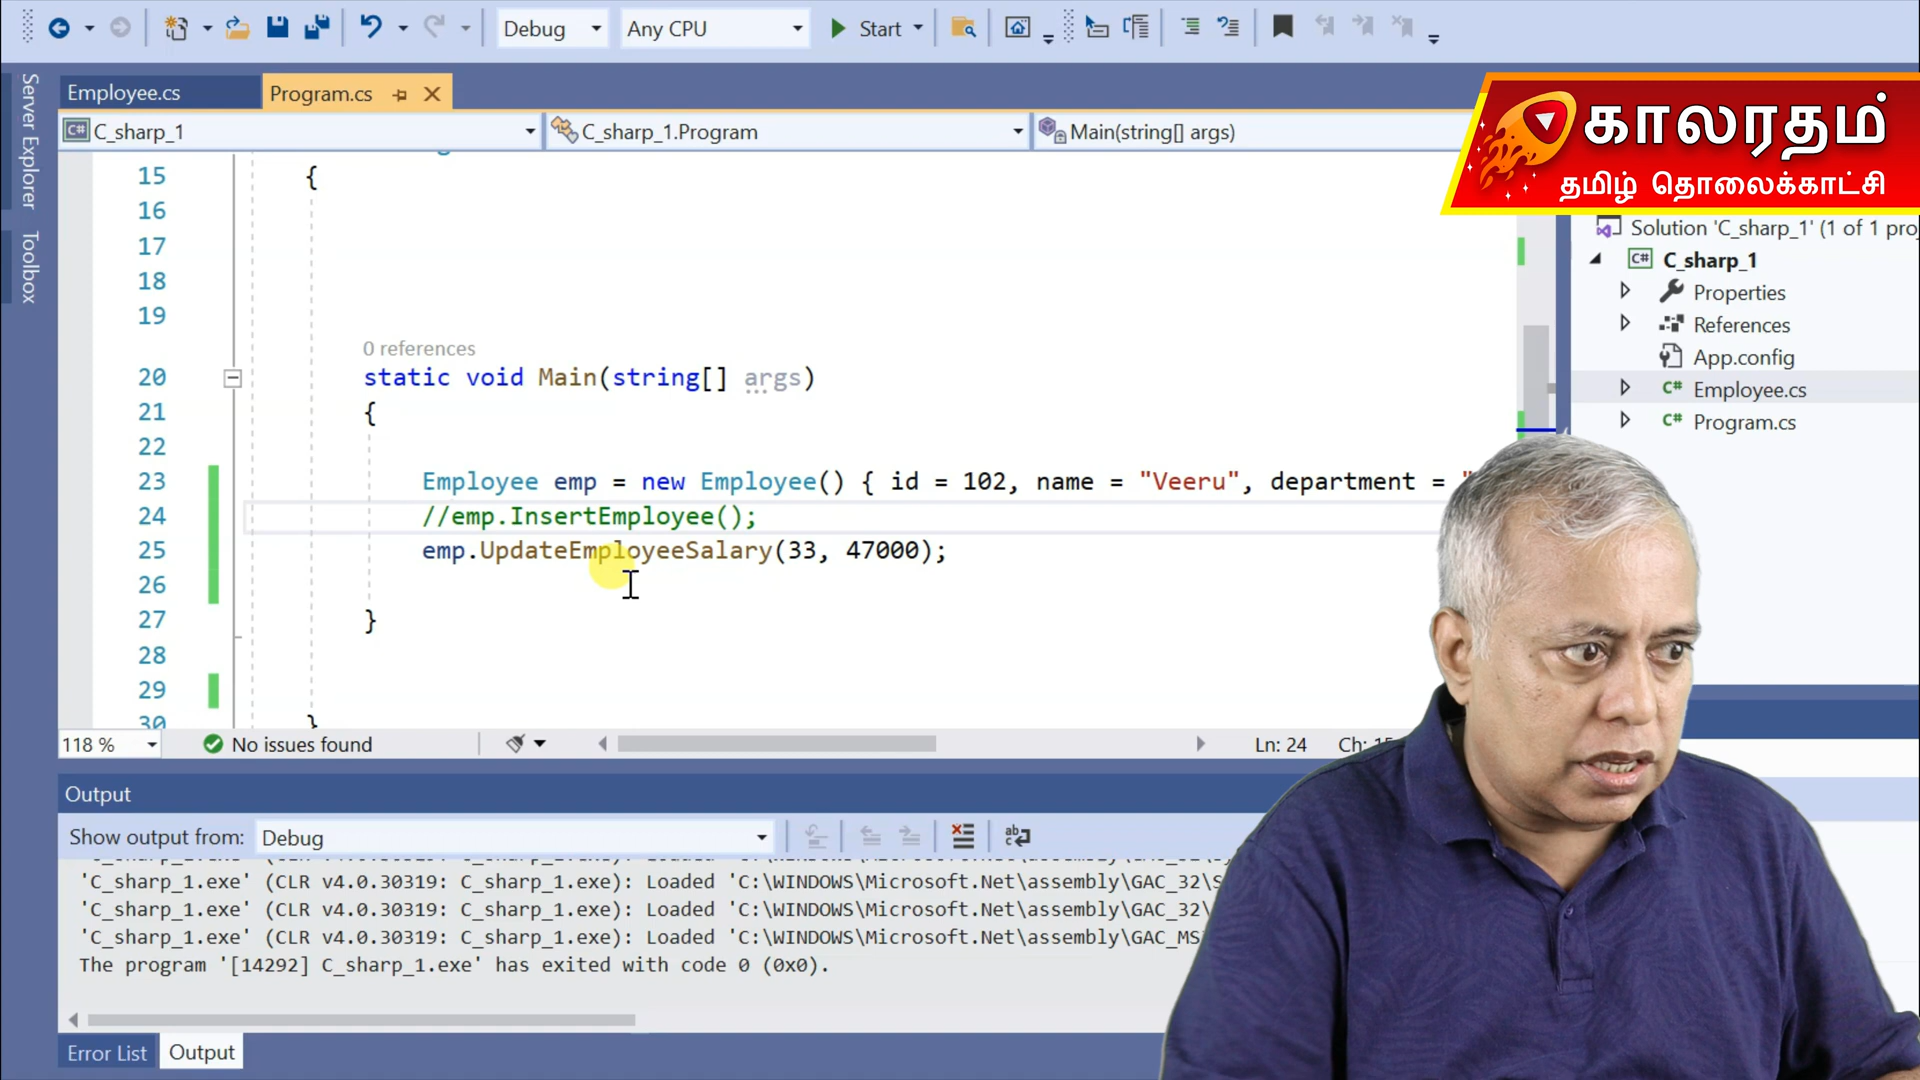 Debug
Any CPU
Start
Server Explorer
Toolbox
Employee.cs
Program.cs
C_sharp_1
C_sharp_1.Program
Main(string[] args)
காலரதம்
தமிழ் தொலைக்காட்சி
15 {
16
17
18
19
0 references
20 static void Main(string[] args)
21 {
22
23 Employee emp = new Employee() { id = 102, name = "Veeru", department = "
24 //emp.InsertEmployee();
25 emp.UpdateEmployeeSalary(33, 47000);
26
27 }
28
29
30 }
Solution 'C_sharp_1' (1 of 1 pro
C_sharp_1
Properties
References
App.config
Employee.cs
Program.cs
118 %
No issues found
Ln: 24
Ch: 15
Output
Show output from: Debug
'C_sharp_1.exe' (CLR v4.0.30319: C_sharp_1.exe): Loaded 'C:\WINDOWS\Microsoft.Net\assembly\GAC_32\S
'C_sharp_1.exe' (CLR v4.0.30319: C_sharp_1.exe): Loaded 'C:\WINDOWS\Microsoft.Net\assembly\GAC_32\
'C_sharp_1.exe' (CLR v4.0.30319: C_sharp_1.exe): Loaded 'C:\WINDOWS\Microsoft.Net\assembly\GAC_MS
The program '[14292] C_sharp_1.exe' has exited with code 0 (0x0).
Error List
Output